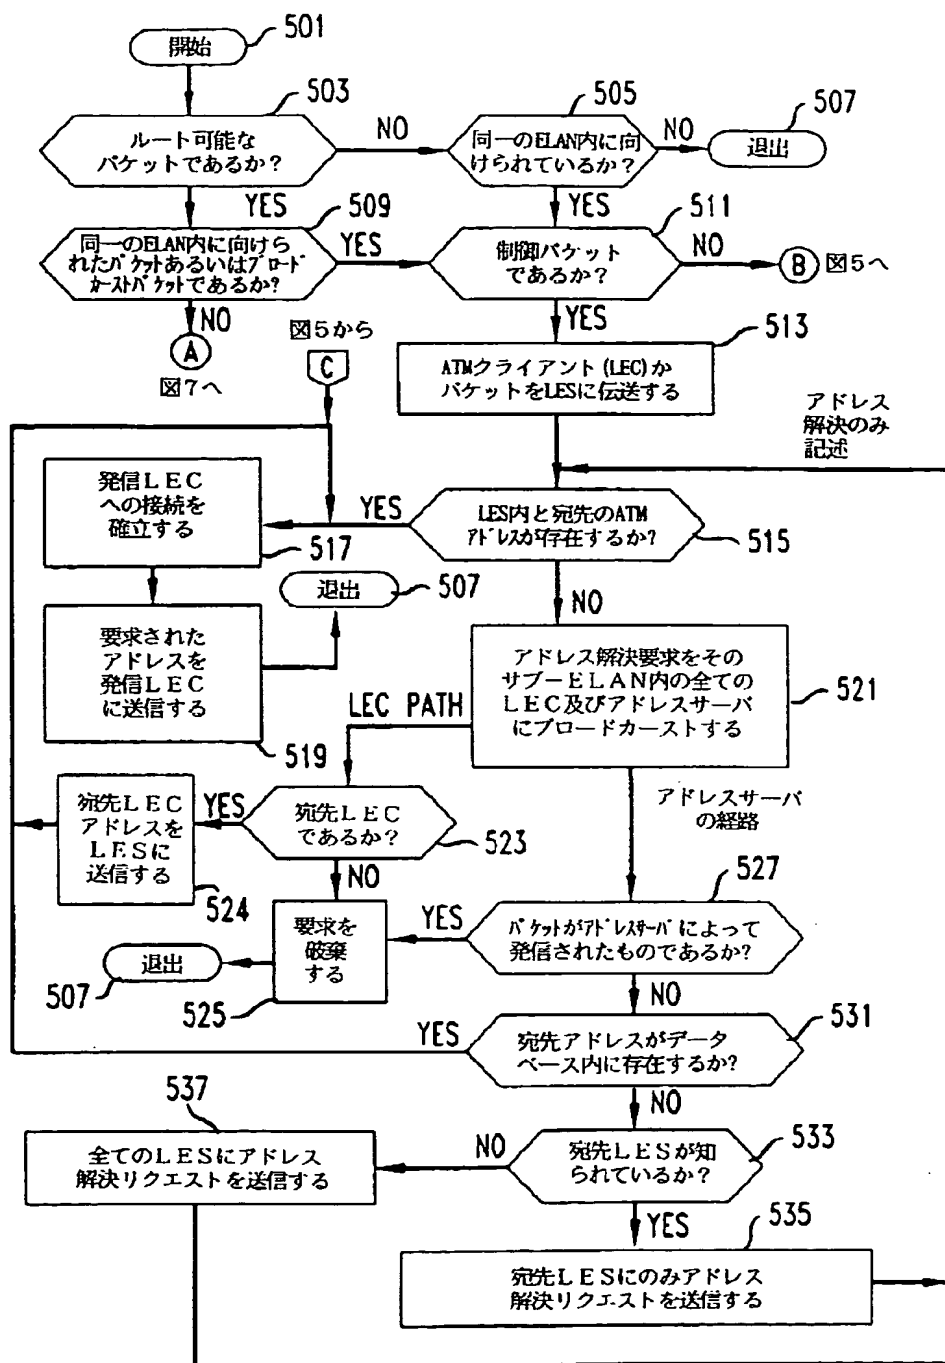 501
開始
503
ルート可能な
パケットであるか?
NO
505
同一のELAN内に向
けられているか?
NO
507
退出
YES
509
同一のELAN内に向けら
れたパケットあるいはブロード
カーストパケットであるか?
YES
YES
511
制御パケット
であるか?
NO
B
図5へ
NO
A
図7へ
図5から
C
YES
513
ATMクライアント(LEC)か
パケットをLESに伝送する
アドレス
解決のみ
記述
発信LEC
への接続を
確立する
517
YES
LES内と宛先のATM
アドレスが存在するか?
515
退出
507
NO
要求された
アドレスを
発信LEC
に送信する
519
アドレス解決要求をその
サブ-ELAN内の全ての
LEC及びアドレスサーバ
にブロードカーストする
521
LEC PATH
アドレスサーバ
の経路
宛先LEC
アドレスを
LESに
送信する
524
YES
宛先LEC
であるか?
523
NO
527
パケットがアドレスサーバによって
発信されたものであるか?
YES
要求を
破棄
する
525
退出
507
NO
531
宛先アドレスがデータ
ベース内に存在するか?
YES
NO
537
全てのLESにアドレス
解決リクエストを送信する
NO
宛先LESが知
られているか?
533
YES
535
宛先LESにのみアドレス
解決リクエストを送信する